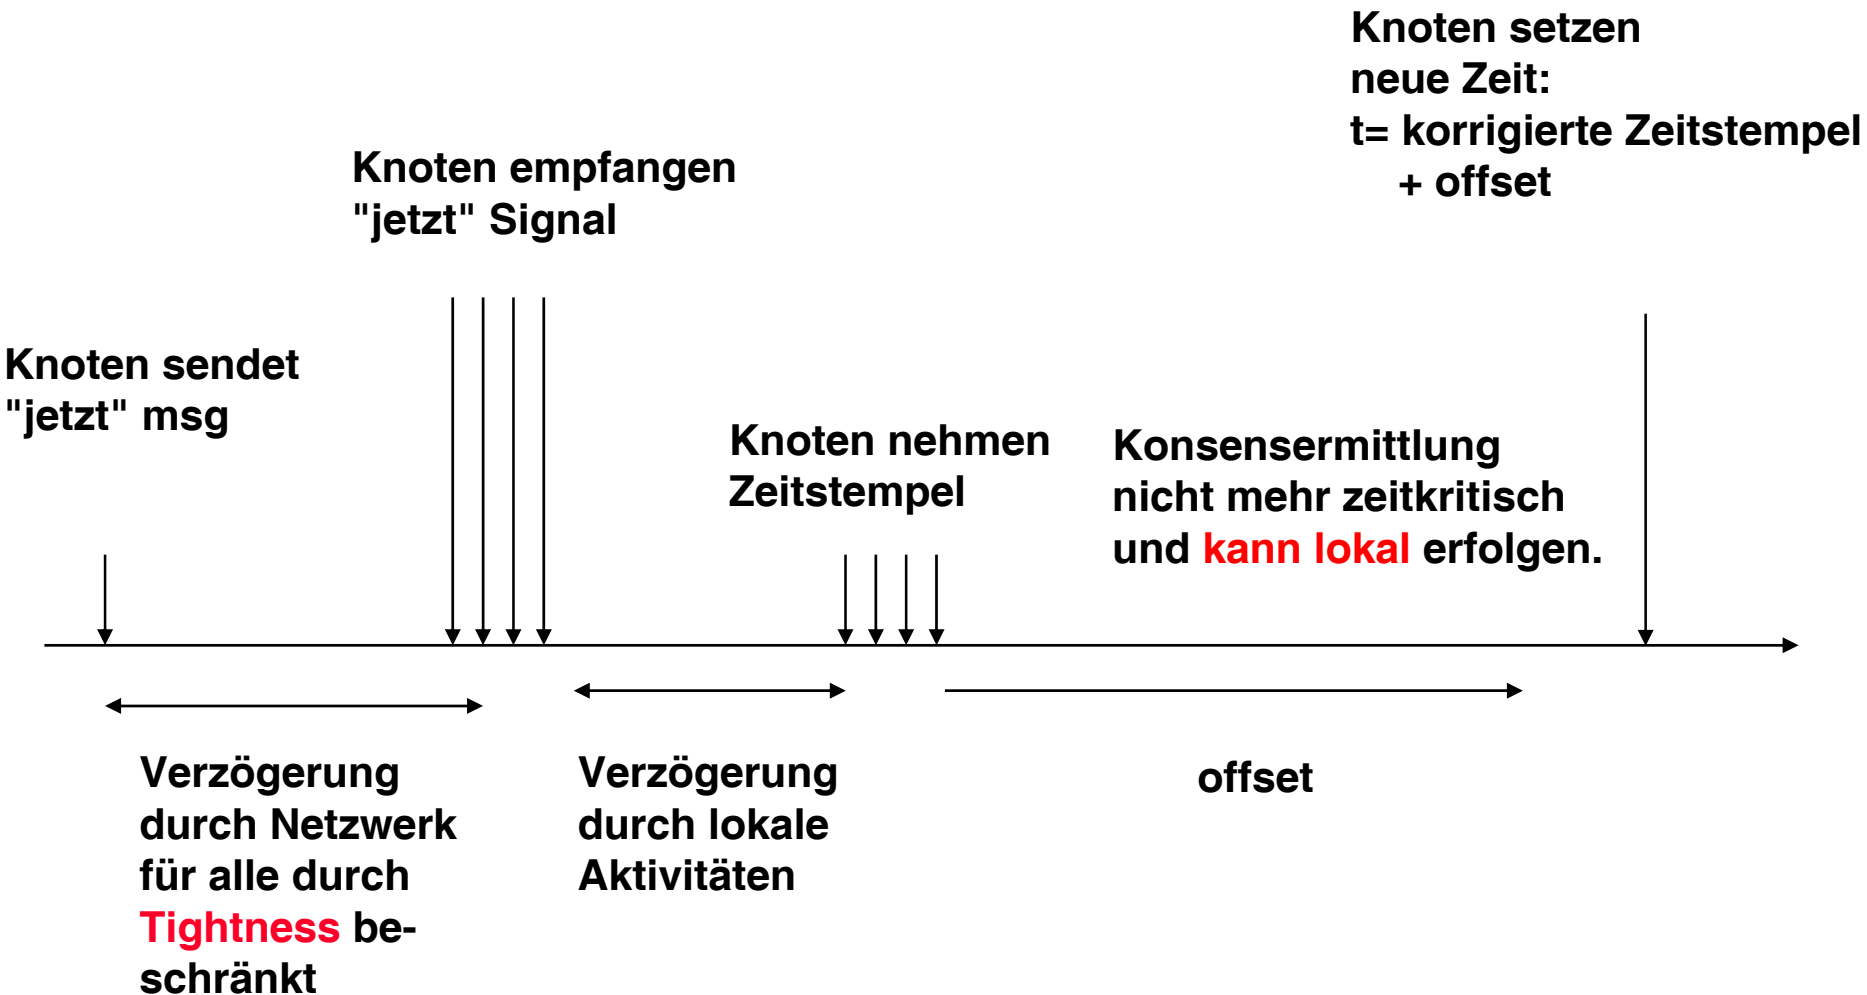 Knoten setzen
neue Zeit:
t= korrigierte Zeitstempel
+ offset
Knoten empfangen
"jetzt" Signal
Knoten sendet
"jetzt" msg
Knoten nehmen
Zeitstempel
Konsensermittlung
nicht mehr zeitkritisch
und kann lokal erfolgen.
Verzögerung
durch Netzwerk
für alle durch
Tightness be-
schränkt
Verzögerung
durch lokale
Aktivitäten
offset